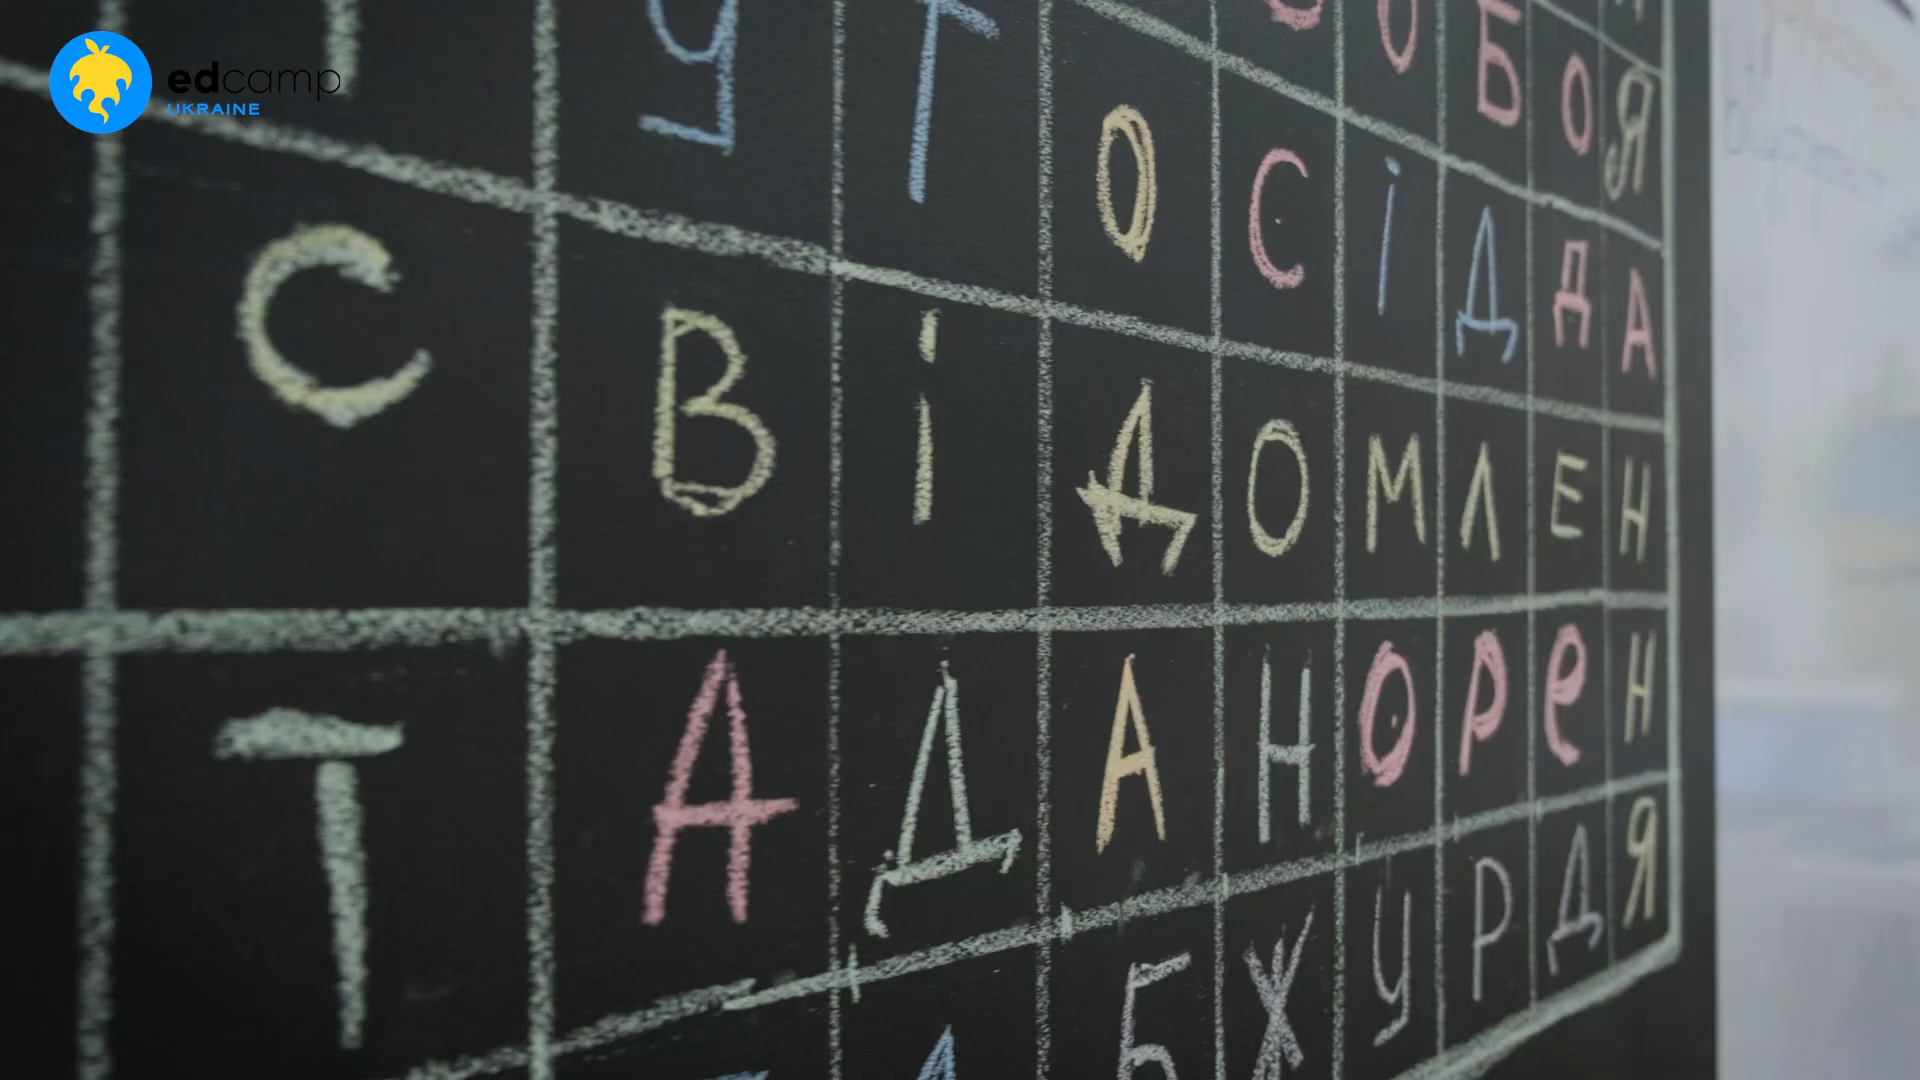 edcamp
UKRAINE
У Т О Б О Я
О С І Д Д А
С В І Д О М Л Е Н
Т А Д А Н О Р Е Н
Б Ж У Р Д Я